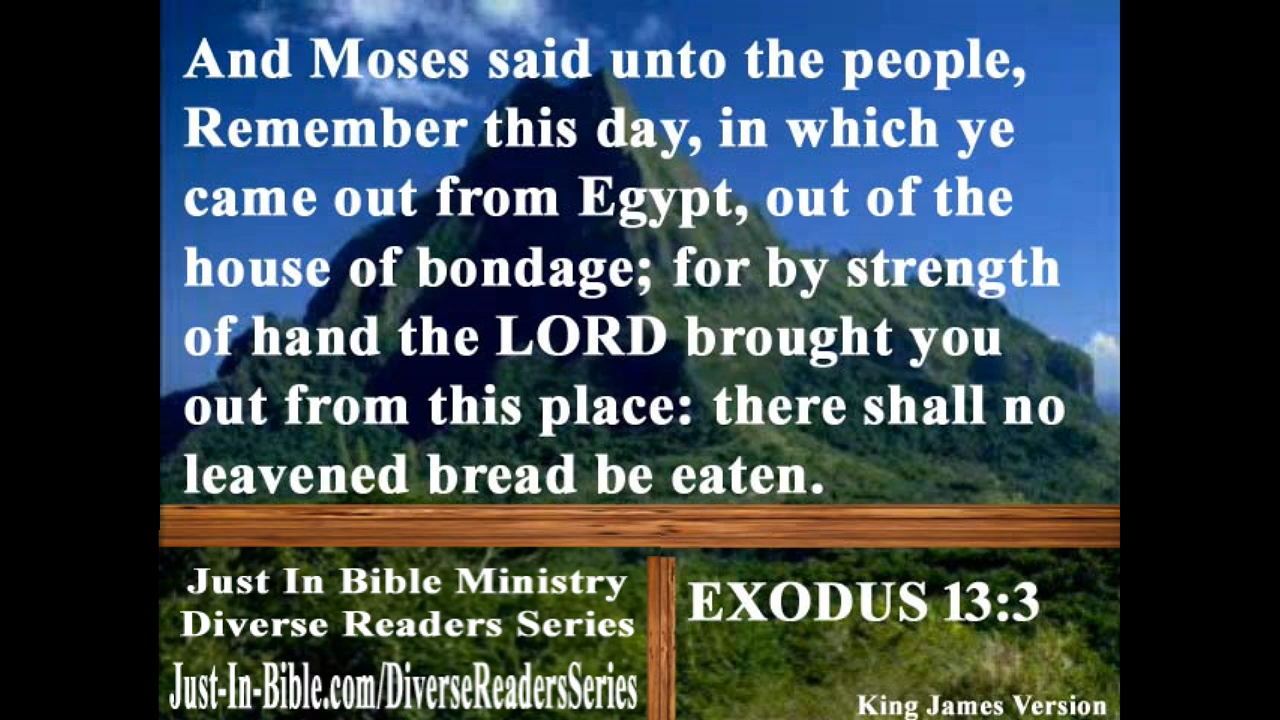 And Moses said unto the people,
Remember this day, in which ye
came out from Egypt, out of the
house of bondage; for by strength
of hand the LORD brought you
out from this place: there shall no
leavened bread be eaten.
Just In Bible Ministry
Diverse Readers Series
Just-In-Bible.com/DiverseReadersSeries
EXODUS 13:3
King James Version